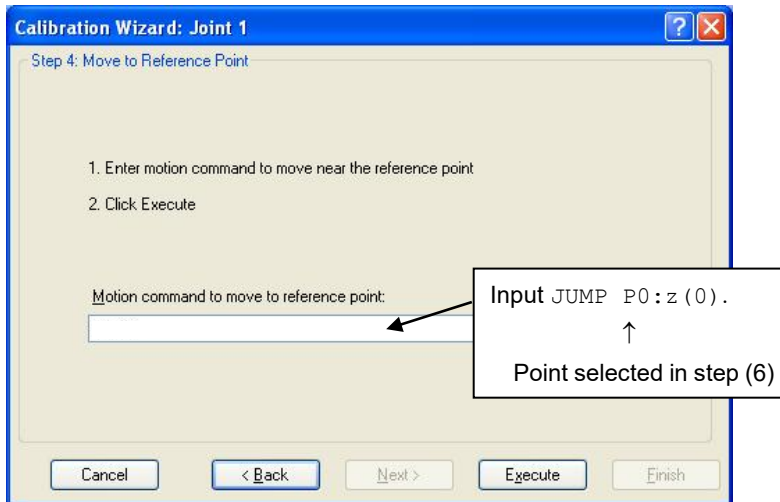 Calibration Wizard: Joint 1
Step 4: Move to Reference Point
1. Enter motion command to move near the reference point
2. Click Execute
Motion command to move to reference point:
Input JUMP P0:z(0).
↑
Point selected in step (6)
Cancel
< Back
Next >
Execute
Finish